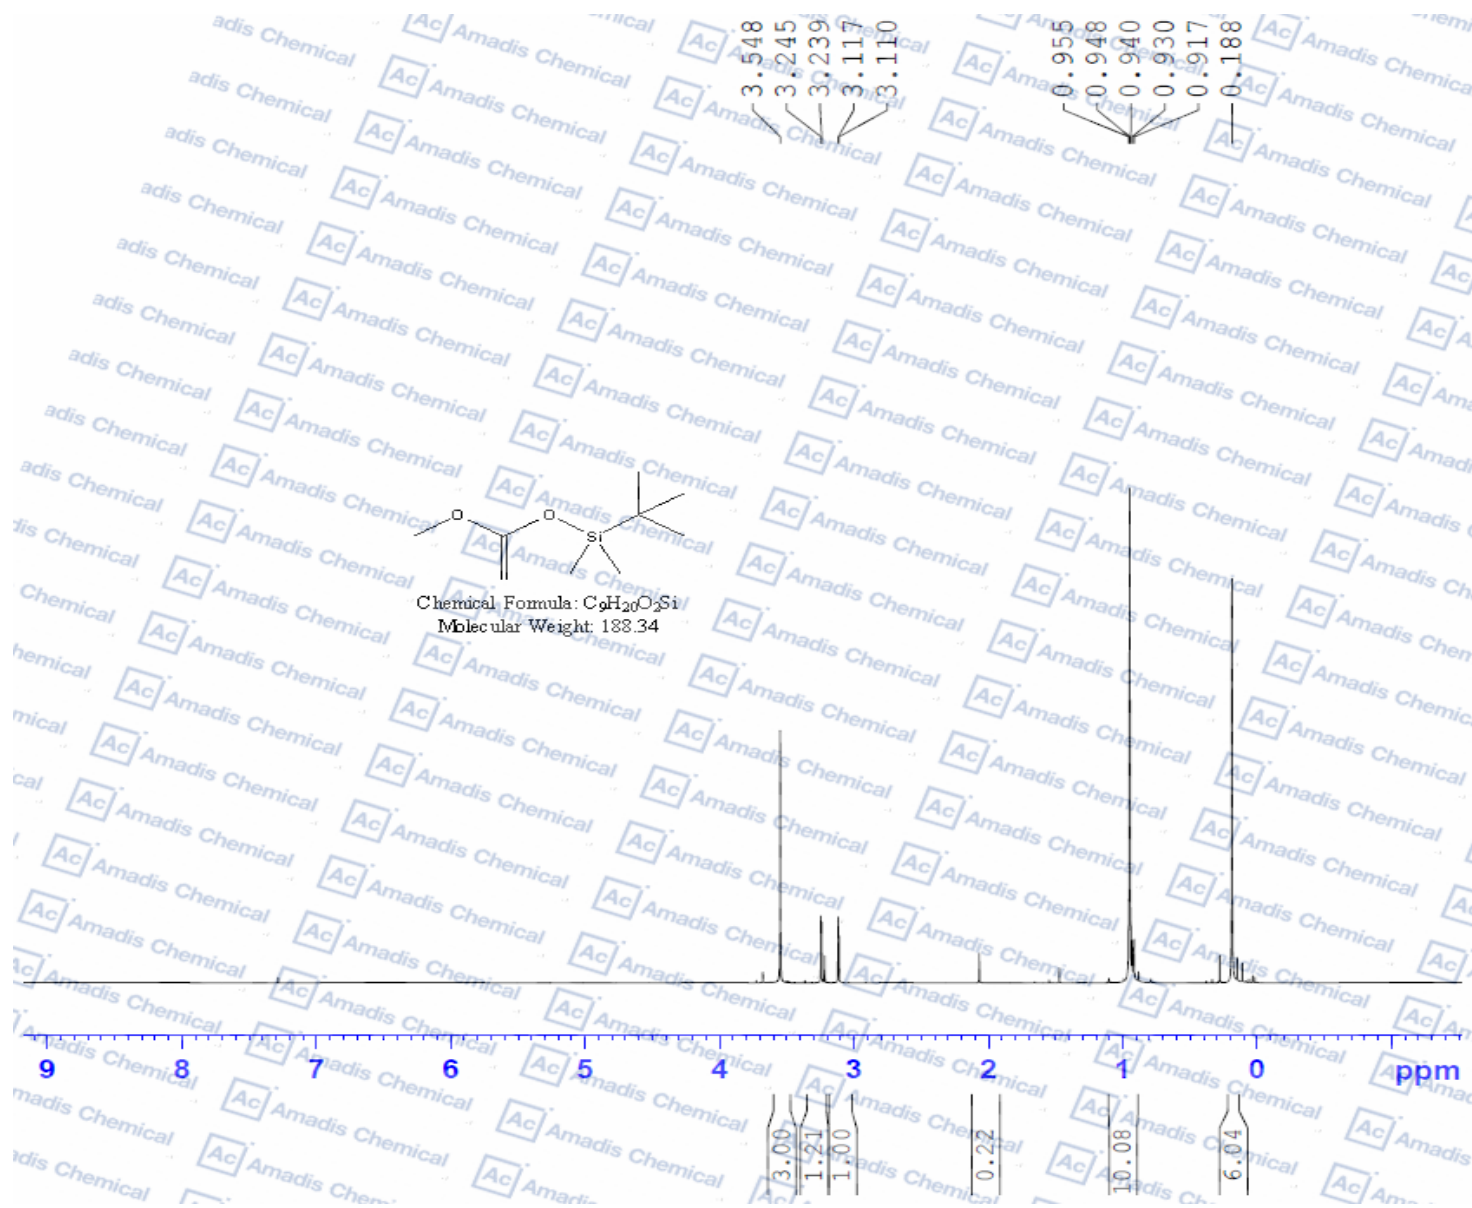 3.548
3.245
3.239
3.117
3.110
0.955
0.948
0.940
0.930
0.917
0.188
O
O
Si
Chemical Formula: C₉H₂₀O₂Si
Molecular Weight: 188.34
9 8 7 6 5 4 3 2 1 0 ppm
3.00
1.21
1.00
0.22
10.08
6.04
Ac Amadis Chemical